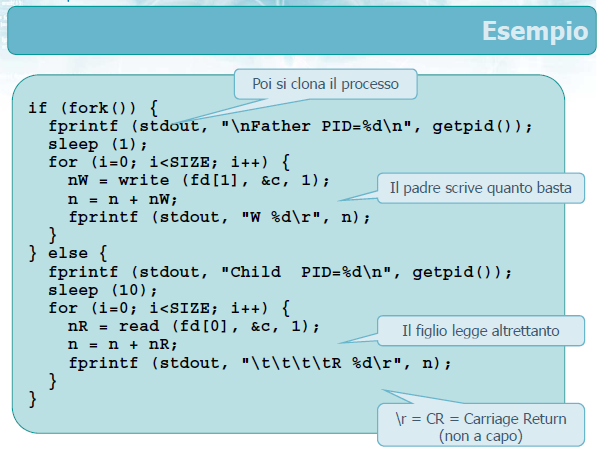 Esempio
Poi si clona il processo
if (fork()) {
  fprintf (stdout, "\nFather PID=%d\n", getpid());
  sleep (1);
  for (i=0; i<SIZE; i++) {
    nW = write (fd[1], &c, 1);
    n = n + nW;
    fprintf (stdout, "W %d\r", n);
  }
Il padre scrive quanto basta
} else {
  fprintf (stdout, "Child  PID=%d\n", getpid());
  sleep (10);
  for (i=0; i<SIZE; i++) {
    nR = read (fd[0], &c, 1);
    n = n + nR;
    fprintf (stdout, "\t\t\t\tR %d\r", n);
  }
}
Il figlio legge altrettanto
\r = CR = Carriage Return
(non a capo)